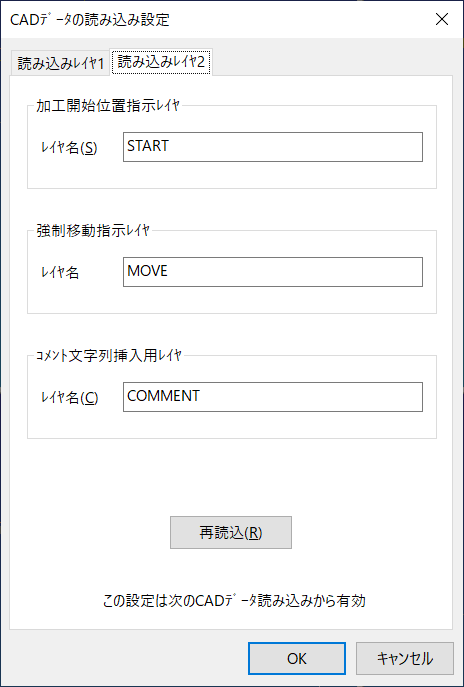 CADﾃﾞｰﾀの読み込み設定
読み込みﾚｲﾔ1 読み込みﾚｲﾔ2
加工開始位置指示ﾚｲﾔ
ﾚｲﾔ名(S) START
強制移動指示ﾚｲﾔ
ﾚｲﾔ名 MOVE
ｺﾒﾝﾄ文字列挿入用ﾚｲﾔ
ﾚｲﾔ名(C) COMMENT
再読込(R)
この設定は次のCADﾃﾞｰﾀ読み込みから有効
OK ｷｬﾝｾﾙ